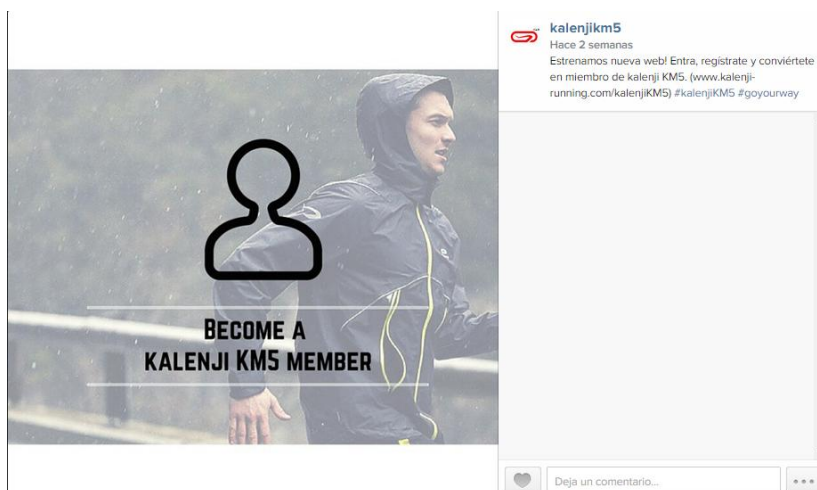 kalenjikm5
Hace 2 semanas
Estrenamos nueva web! Entra, regístrate y conviértete
en miembro de kalenji KM5. (www.kalenji-
running.com/kalenjiKM5) #kalenjiKM5 #goyourway
BECOME A
KALENJI KM5 MEMBER
Deja un comentario...